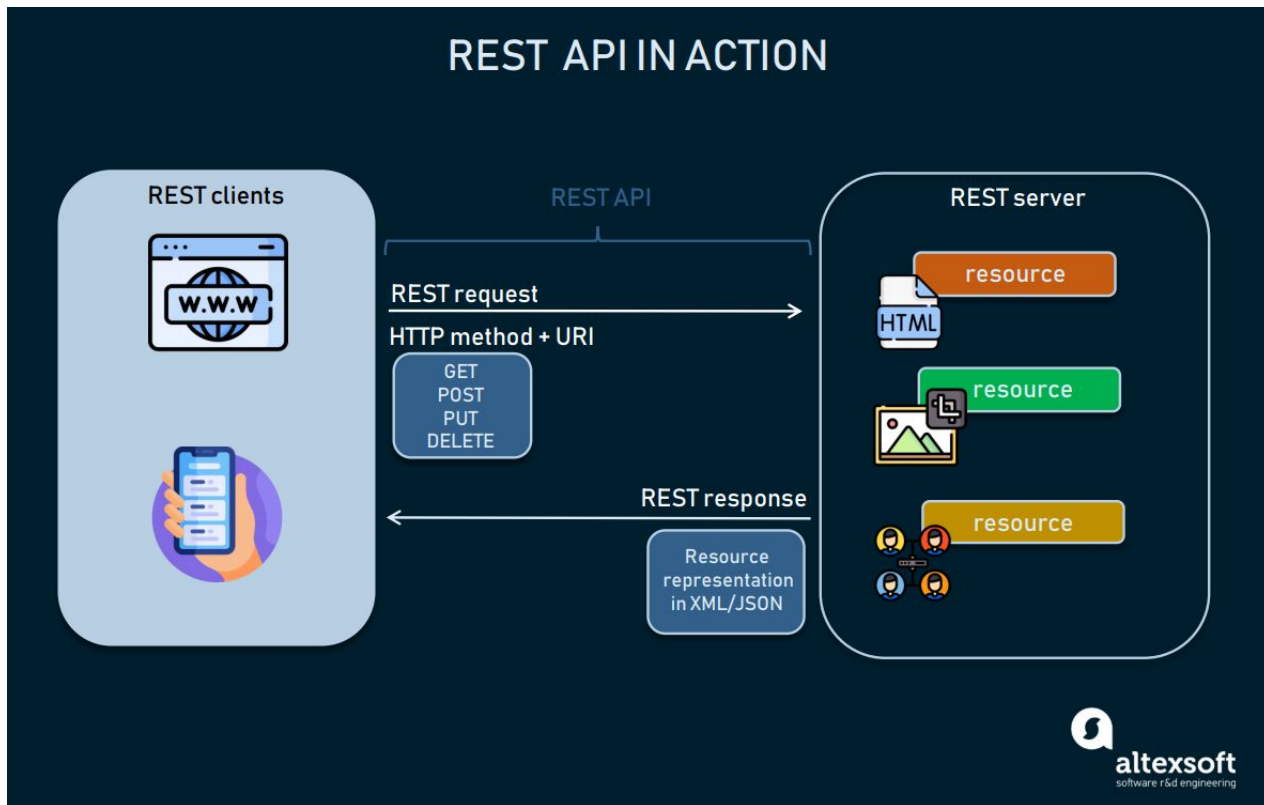 REST API IN ACTION
REST clients
W.W.W
REST API
REST request
HTTP method + URI
GET
POST
PUT
DELETE
REST response
Resource
representation
in XML/JSON
REST server
resource
HTML
resource
resource
altexsoft
software r&d engineering